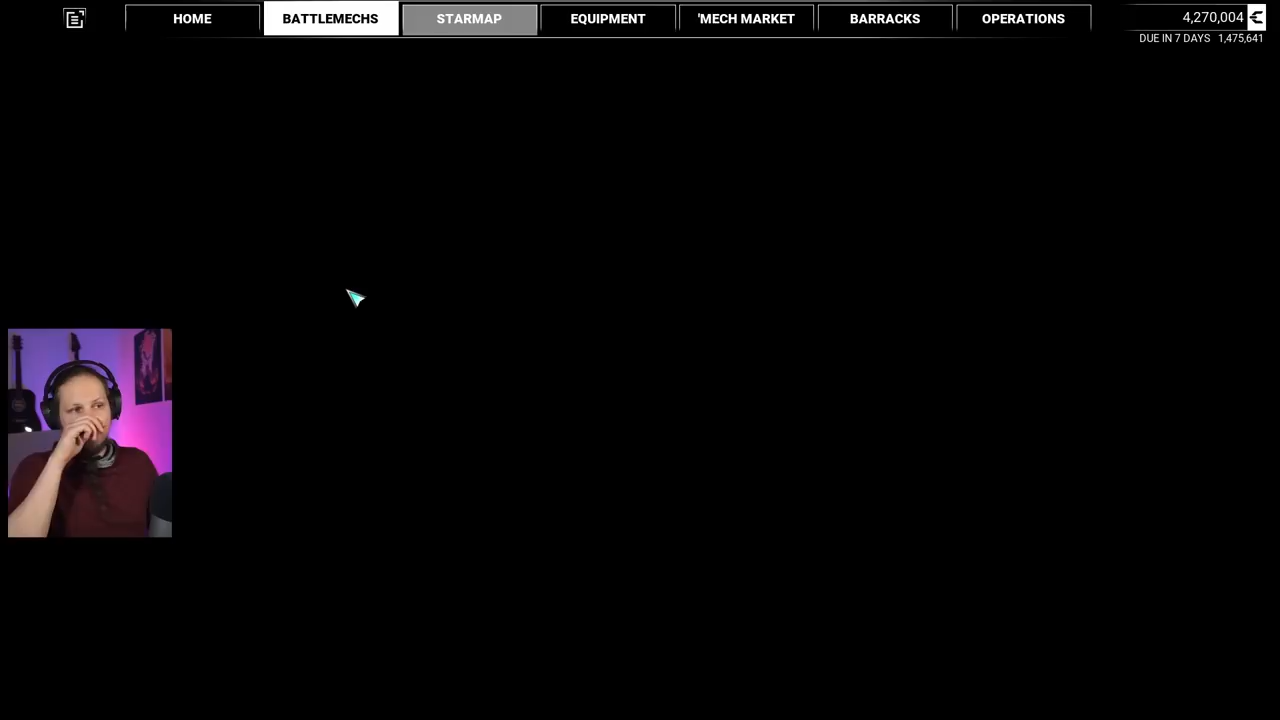 HOME BATTLEMECHS STARMAP EQUIPMENT 'MECH MARKET BARRACKS OPERATIONS 4,270,004
DUE IN 7 DAYS 1,475,641